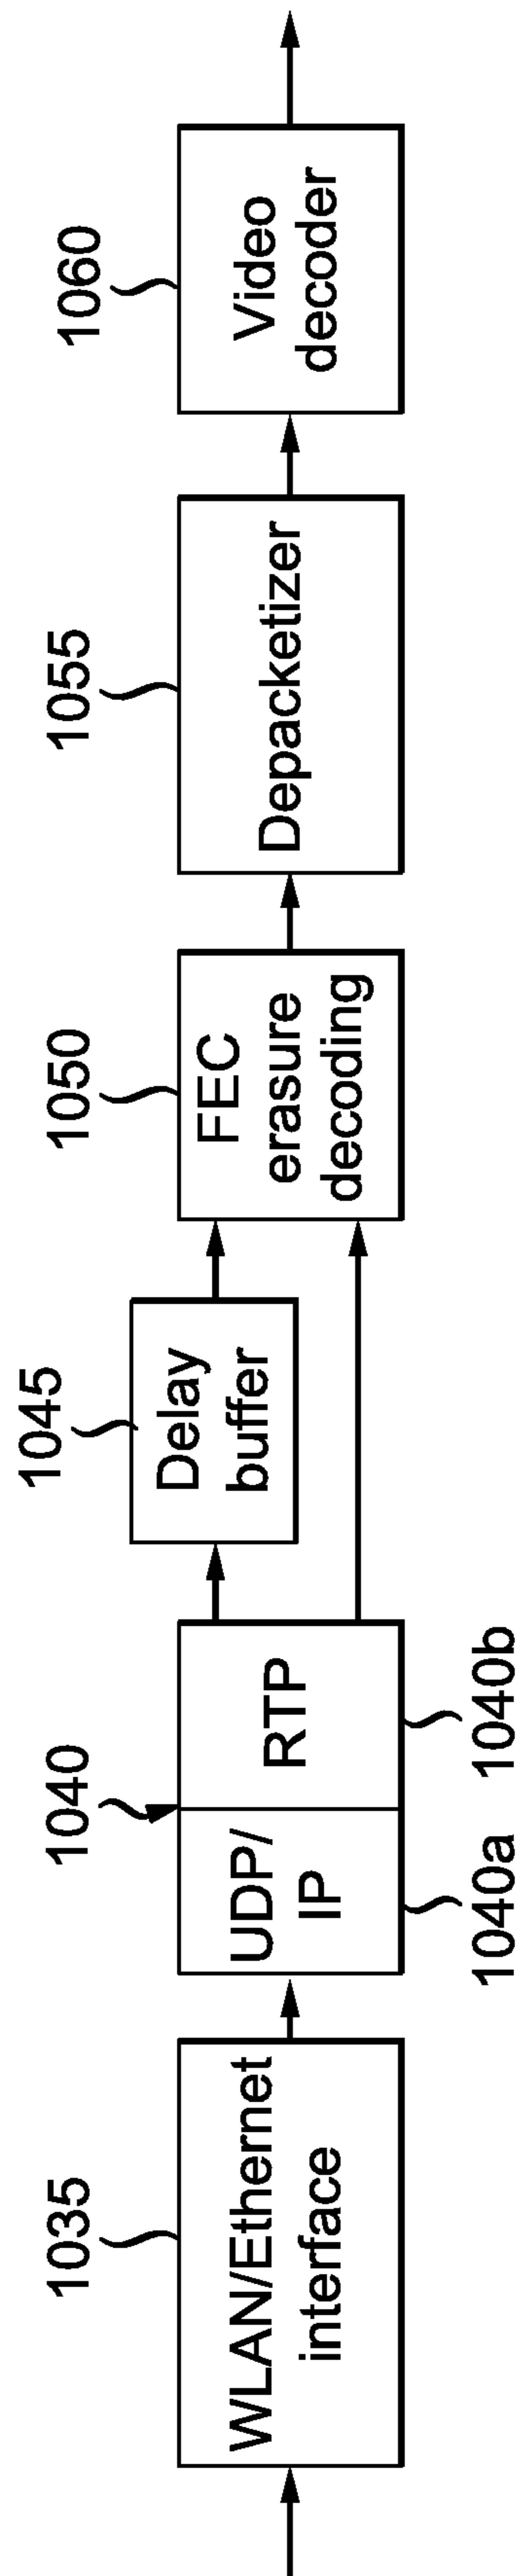 1035
WLAN/Ethernet
interface
1040
UDP/
IP
RTP
1040a
1040b
1045
Delay
buffer
1050
FEC
erasure
decoding
1055
Depacketizer
1060
Video
decoder